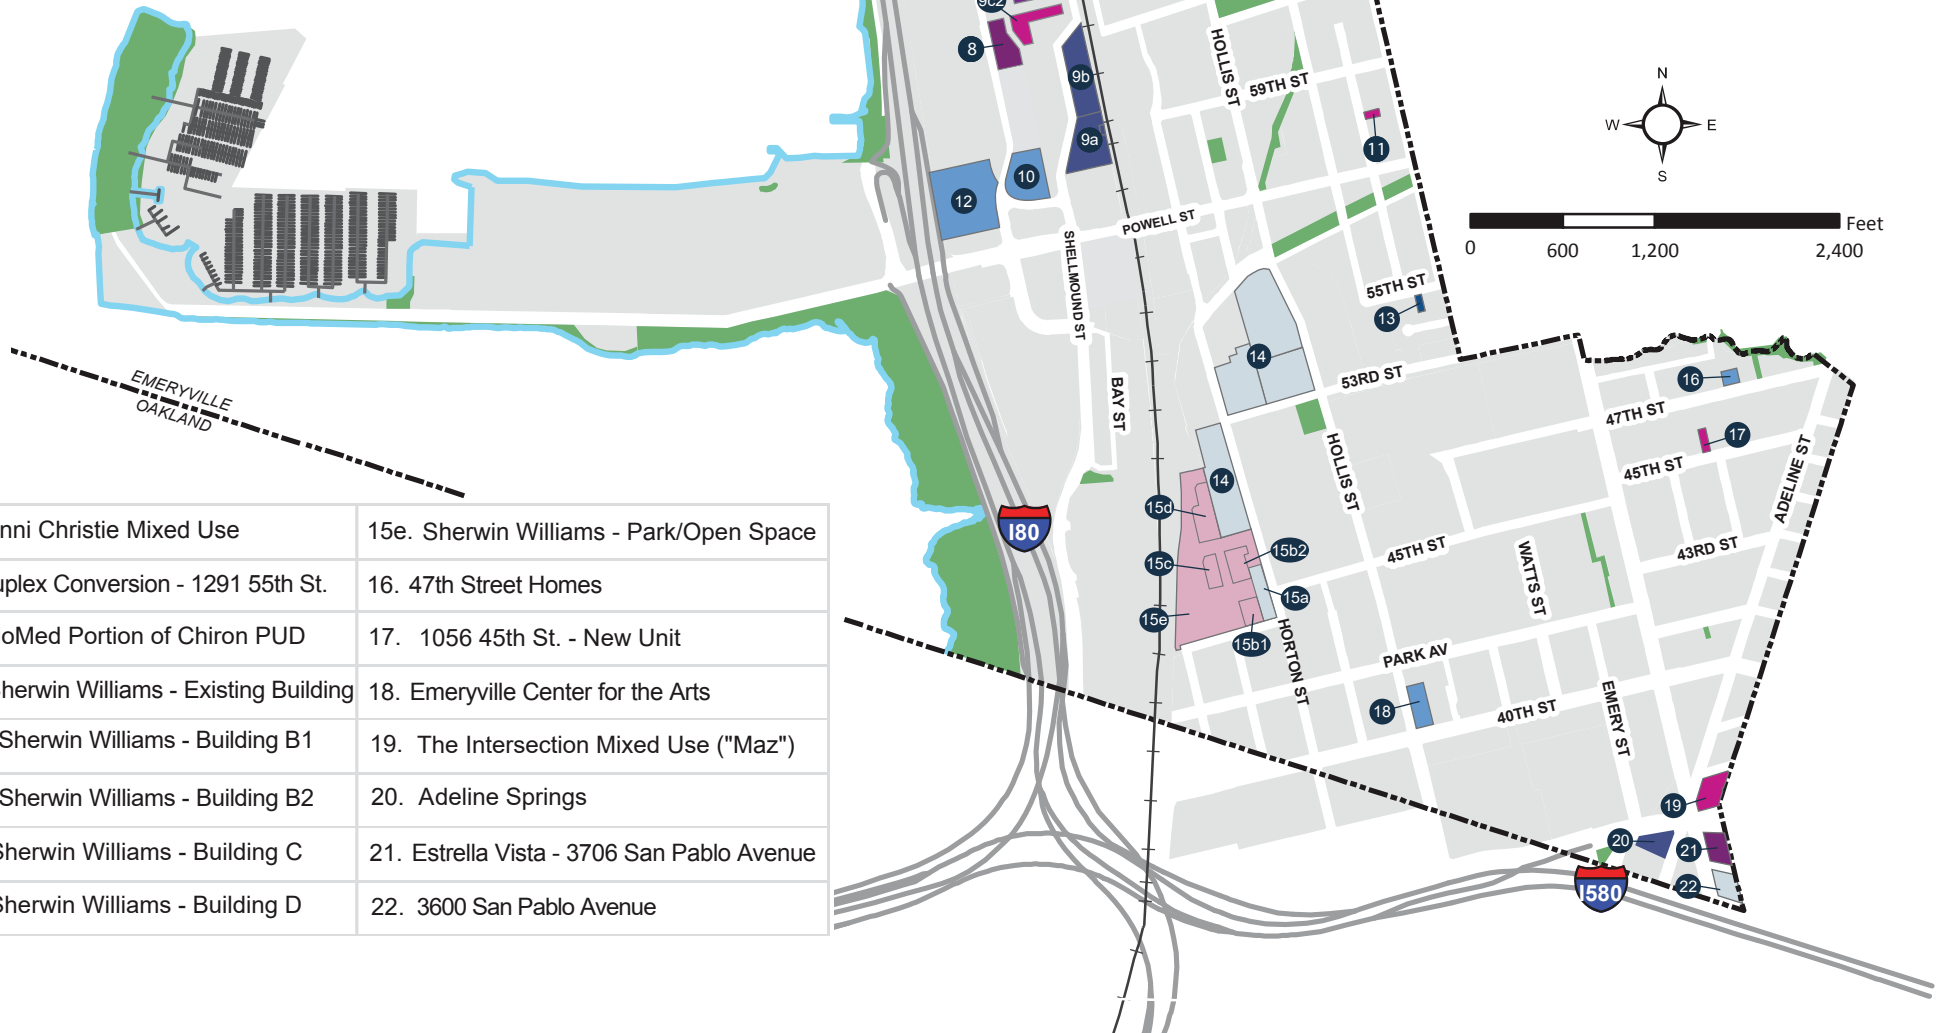 9c2
8
9b
9a
HOLLIS ST
59TH ST
11
10
12
POWELL ST
SHELLMOUND ST
N
W
E
S
Feet
0
600
1,200
2,400
55TH ST
13
14
53RD ST
BAY ST
16
47TH ST
17
45TH ST
ADELINE ST
HOLLIS ST
14
15d
15c
15b2
15a
15e
15b1
45TH ST
WATTS ST
43RD ST
HORTON ST
PARK AV
18
40TH ST
EMERY ST
19
20
21
22
I80
I580
EMERYVILLE
OAKLAND
nni Christie Mixed Use
15e. Sherwin Williams - Park/Open Space
uplex Conversion - 1291 55th St.
16. 47th Street Homes
oMed Portion of Chiron PUD
17. 1056 45th St. - New Unit
Sherwin Williams - Existing Building
18. Emeryville Center for the Arts
Sherwin Williams - Building B1
19. The Intersection Mixed Use ("Maz")
Sherwin Williams - Building B2
20. Adeline Springs
Sherwin Williams - Building C
21. Estrella Vista - 3706 San Pablo Avenue
Sherwin Williams - Building D
22. 3600 San Pablo Avenue